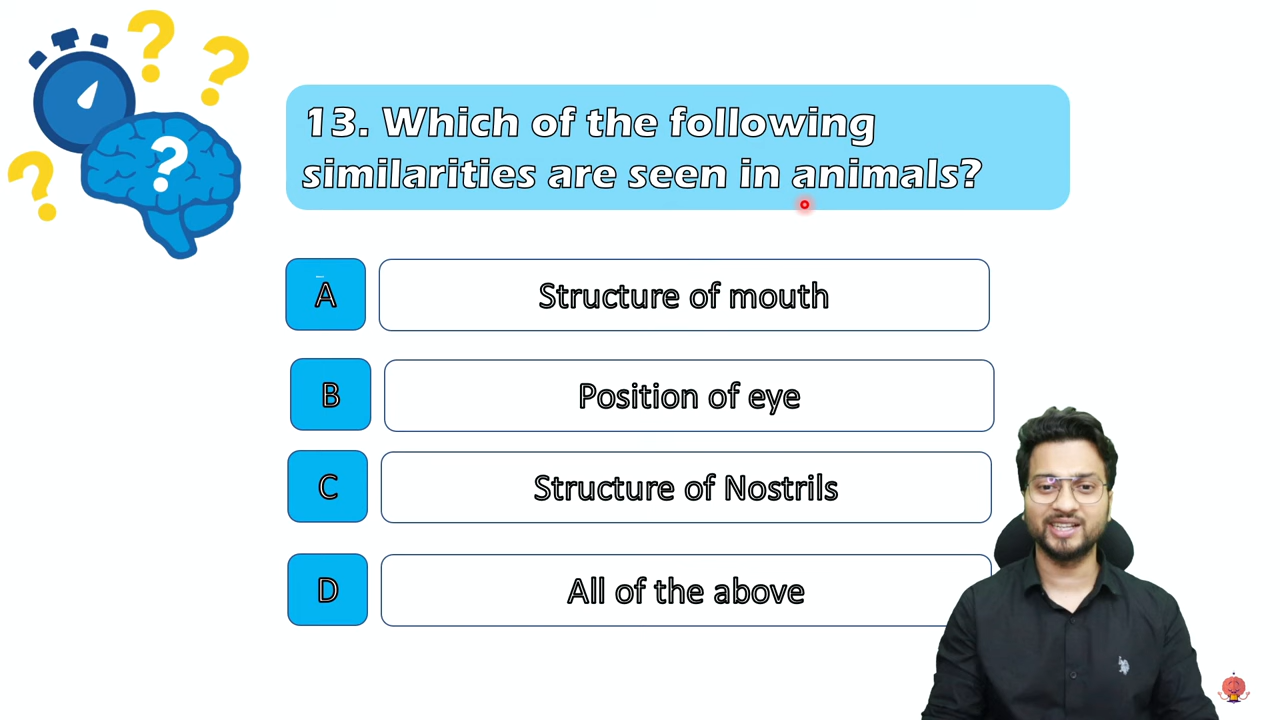 13. Which of the following
similarities are seen in animals?
A
Structure of mouth
B
Position of eye
C
Structure of Nostrils
D
All of the above